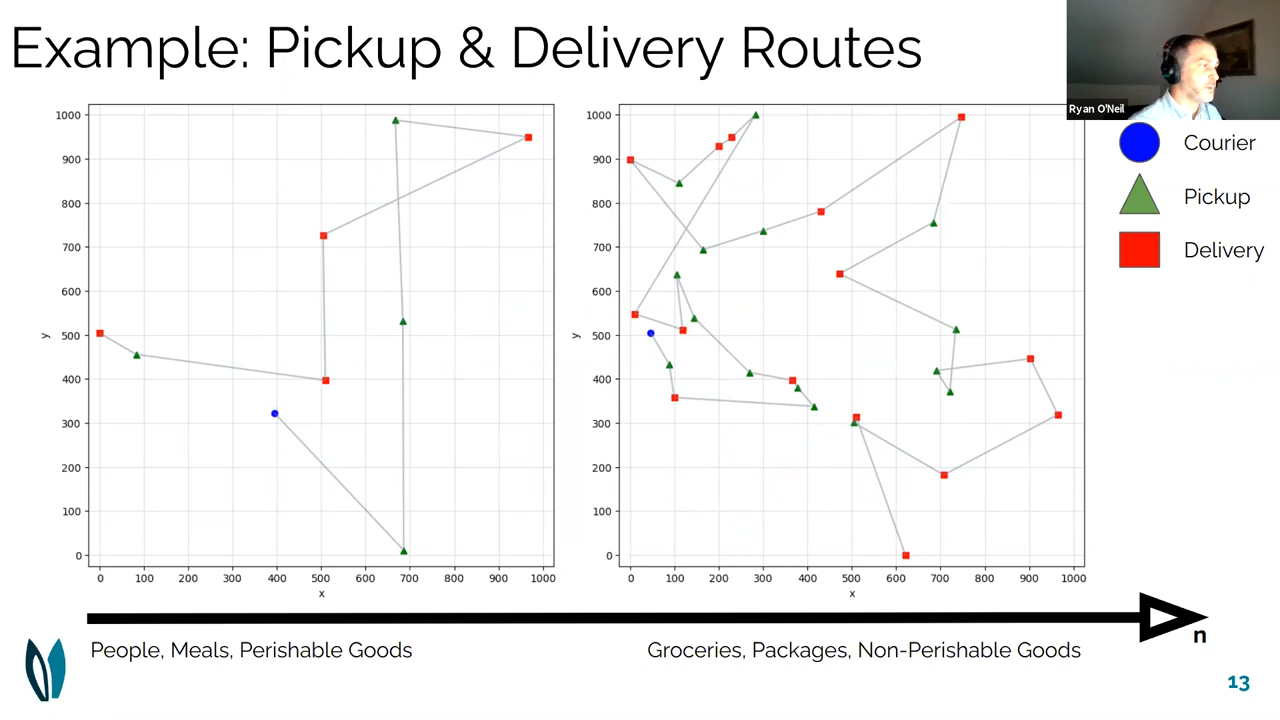 Example: Pickup & Delivery Routes
Ryan O'Neil
Courier
Pickup
Delivery
1000
900
800
700
600
500
400
300
200
100
0
y
0 100 200 300 400 500 600 700 800 900 1000
x
1000
900
800
700
600
500
400
300
200
100
0
y
0 100 200 300 400 500 600 700 800 900 1000
x
n
People, Meals, Perishable Goods
Groceries, Packages, Non-Perishable Goods
13